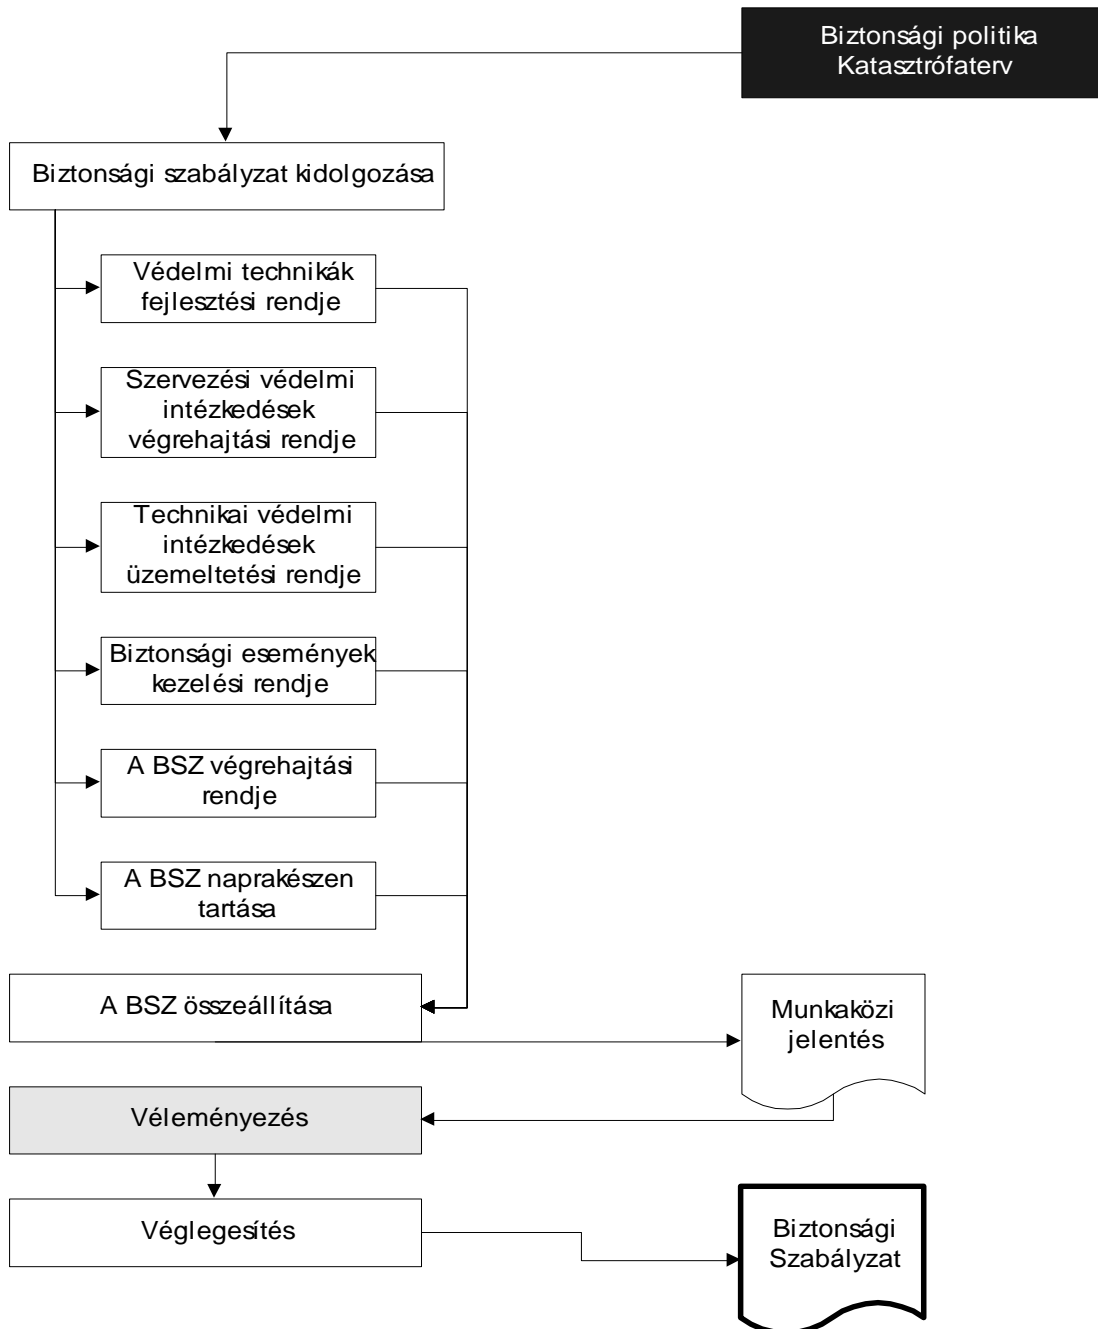 Biztonsági politika
Katasztrófaterv
Biztonsági szabályzat kidolgozása
Védelmi technikák
fejlesztési rendje
Szervezési védelmi
intézkedések
végrehajtási rendje
Technikai védelmi
intézkedések
üzemeltetési rendje
Biztonsági események
kezelési rendje
A BSZ végrehajtási
rendje
A BSZ naprakészen
tartása
A BSZ összeállítása
Munkaközi
jelentés
Véleményezés
Véglegesítés
Biztonsági
Szabályzat